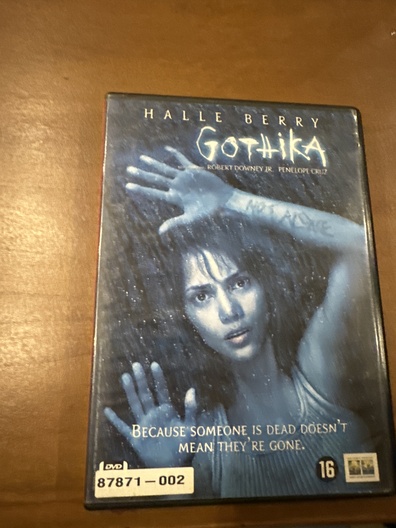 HALLE BERRY
GOTHIKA
ROBERT DOWNEY JR. PENELOPE CRUZ
NOT ALONE
BECAUSE SOMEONE IS DEAD DOESN'T
MEAN THEY'RE GONE.
DVD
16
87871–002